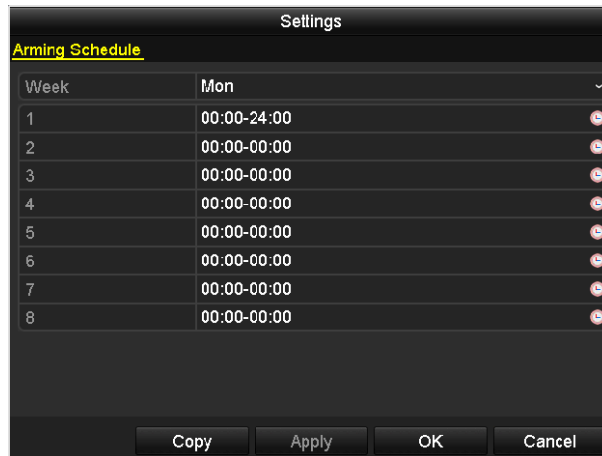 Settings
Arming Schedule
Week Mon
1 00:00-24:00
2 00:00-00:00
3 00:00-00:00
4 00:00-00:00
5 00:00-00:00
6 00:00-00:00
7 00:00-00:00
8 00:00-00:00
Copy Apply OK Cancel